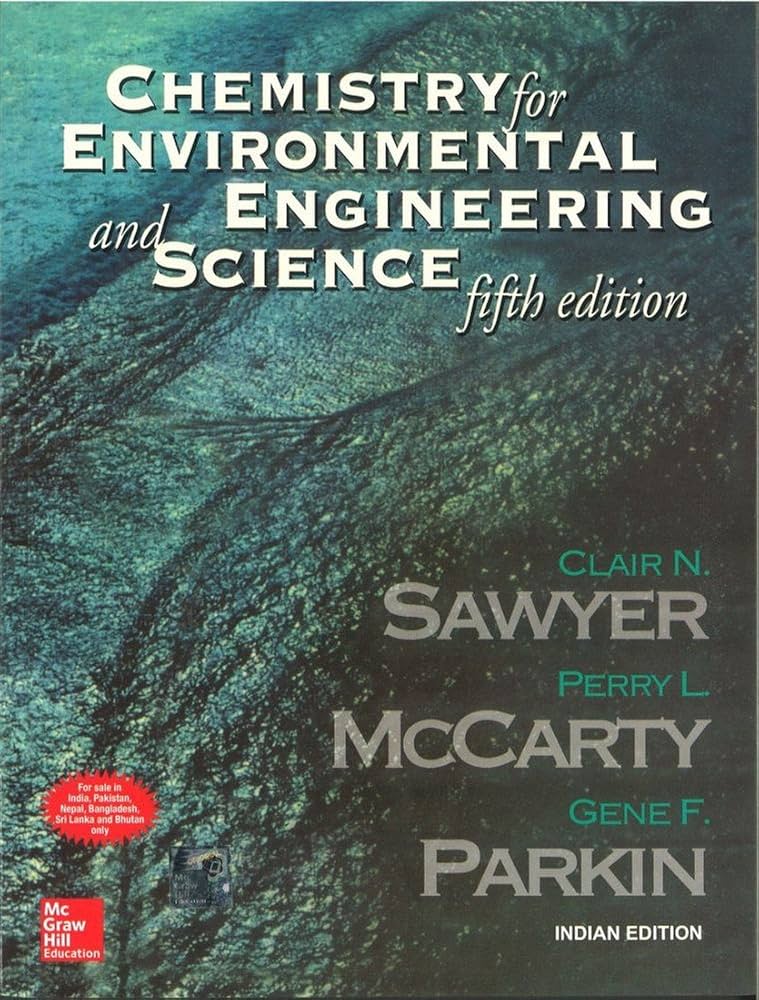 CHEMISTRY for
ENVIRONMENTAL
ENGINEERING
and SCIENCE
fifth edition
CLAIR N.
SAWYER
PERRY L.
MCCARTY
GENE F.
PARKIN
For sale in
India, Pakistan,
Nepal, Bangladesh,
Sri Lanka and Bhutan
only
Mc
Graw
Hill
Education
INDIAN EDITION